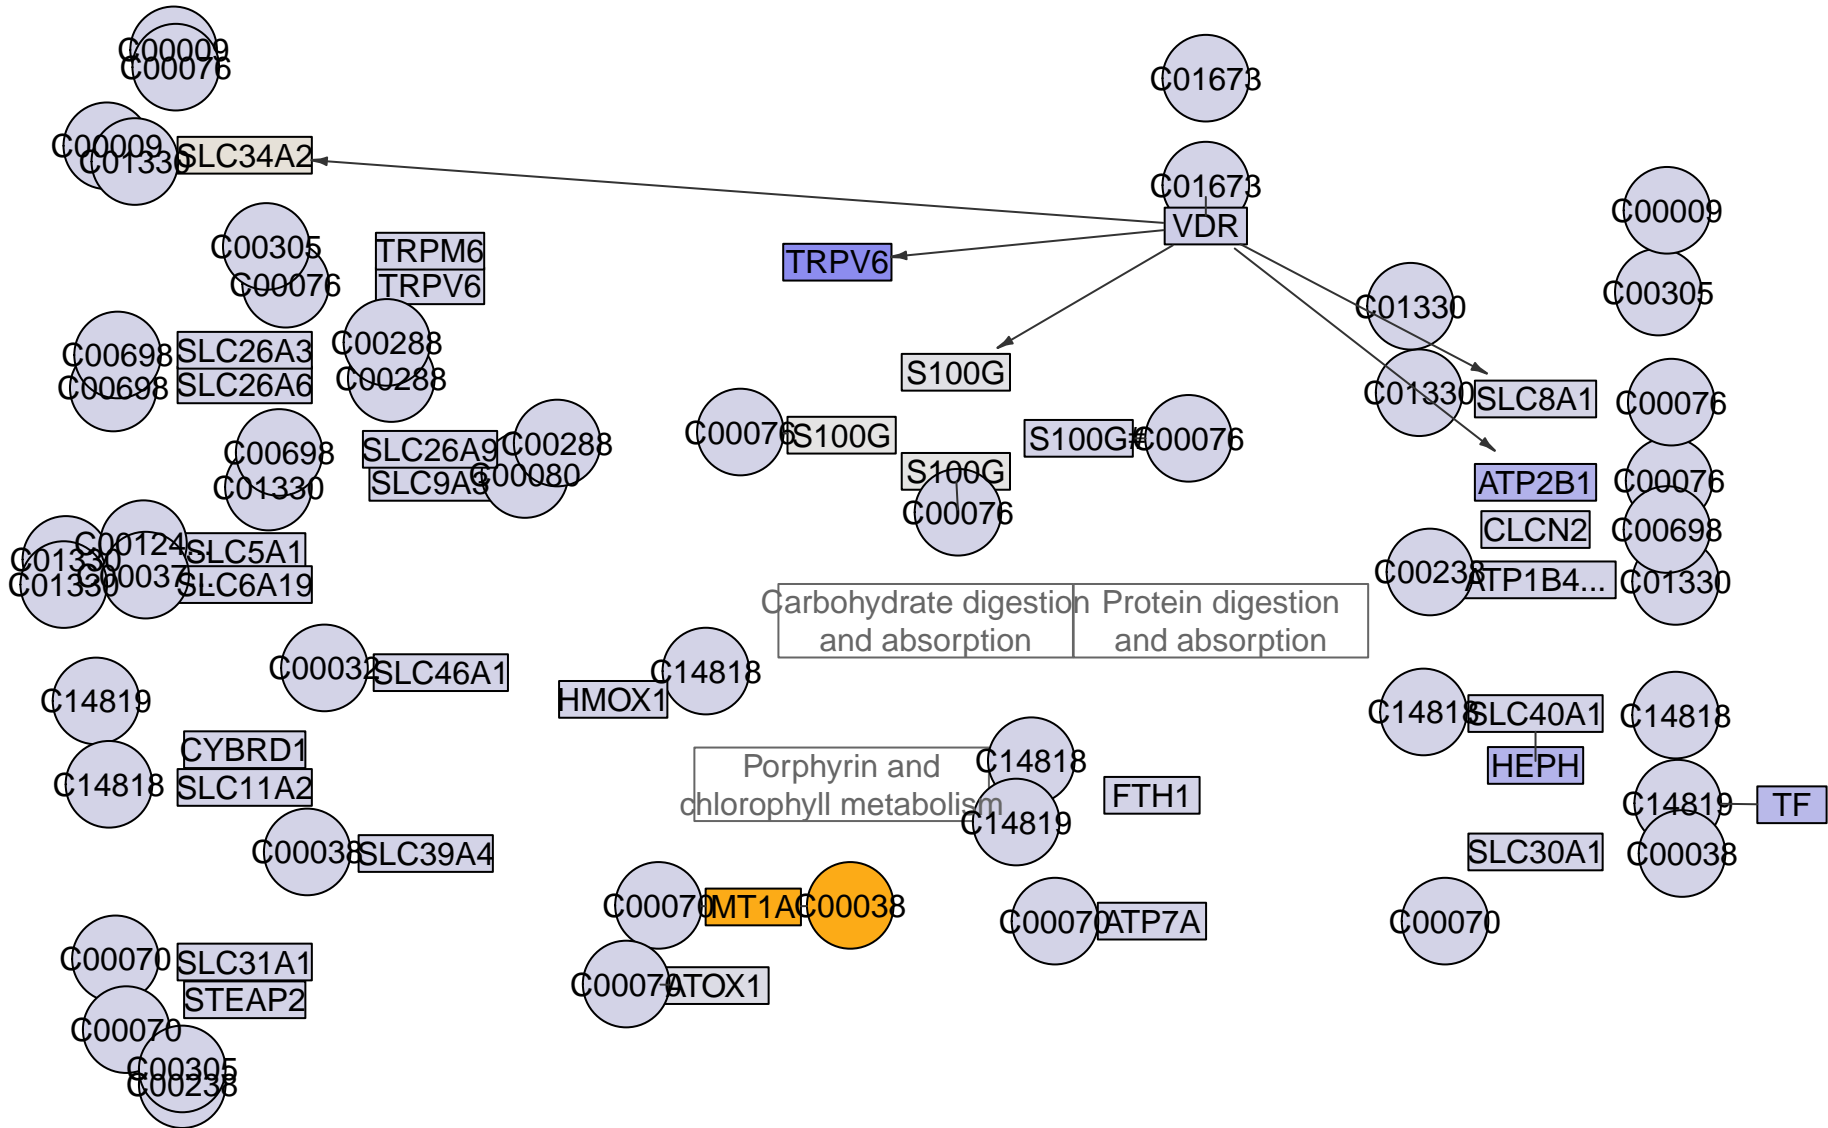 C00009
C00076
C01673
C00009
C01330
SLC34A2
C01673
VDR
C00009
C00305
C00076
TRPM6
TRPV6
TRPV6
C01330
C00305
C00698
C00698
SLC26A3
SLC26A6
C00288
C00288
S100G
C01330
SLC8A1
C00076
C00698
C01330
SLC26A9
SLC9A3
C00288
C00080
C00076
S100G
S100G
C00076
S100G#
C00076
ATP2B1
C00076
CLCN2
C00698
C01330
C01330
C00124...
C00037...
SLC5A1
SLC6A19
C00238
ATP1B4...
C01330
Carbohydrate digestion
and absorption
Protein digestion
and absorption
C00032
SLC46A1
HMOX1
C14818
C14819
C14818
CYBRD1
SLC11A2
C14818
SLC40A1
HEPH
C14818
Porphyrin and
chlorophyll metabolism
C14818
C14819
FTH1
C14819
TF
C00038
SLC39A4
SLC30A1
C00038
C00070
MT1A
C00038
C00070
ATP7A
C00070
C00070
SLC31A1
STEAP2
C00070
ATOX1
C00070
C00305
C00238